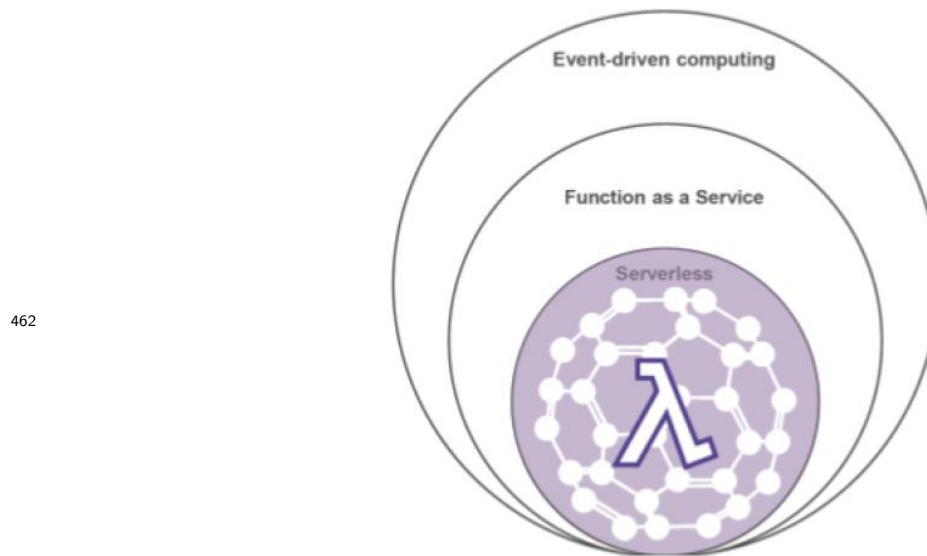 Event-driven computing
Function as a Service
Serverless
462
λ